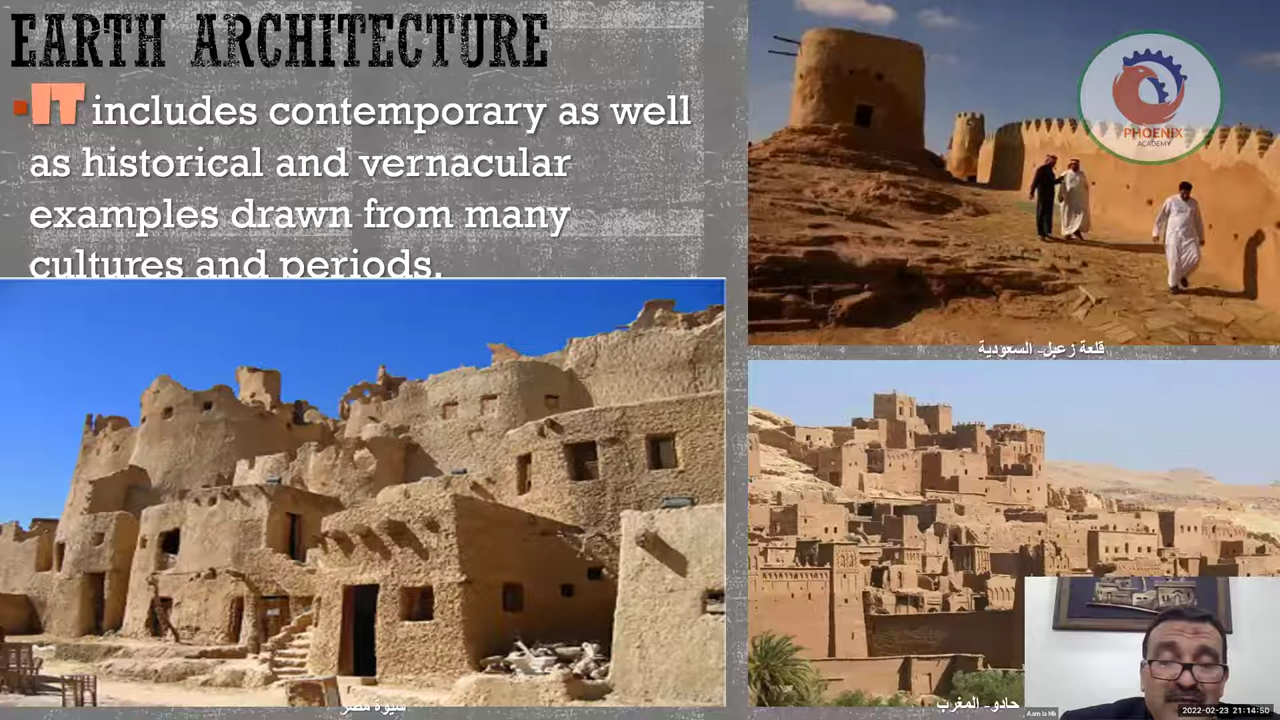 EARTH ARCHITECTURE
IT includes contemporary as well
as historical and vernacular
examples drawn from many
cultures and periods.
PHOENIX
ACADEMY
قلعة زعبل- السعودية
سيوة مصر
حادو- المغرب
2022-02-23 21:14:50